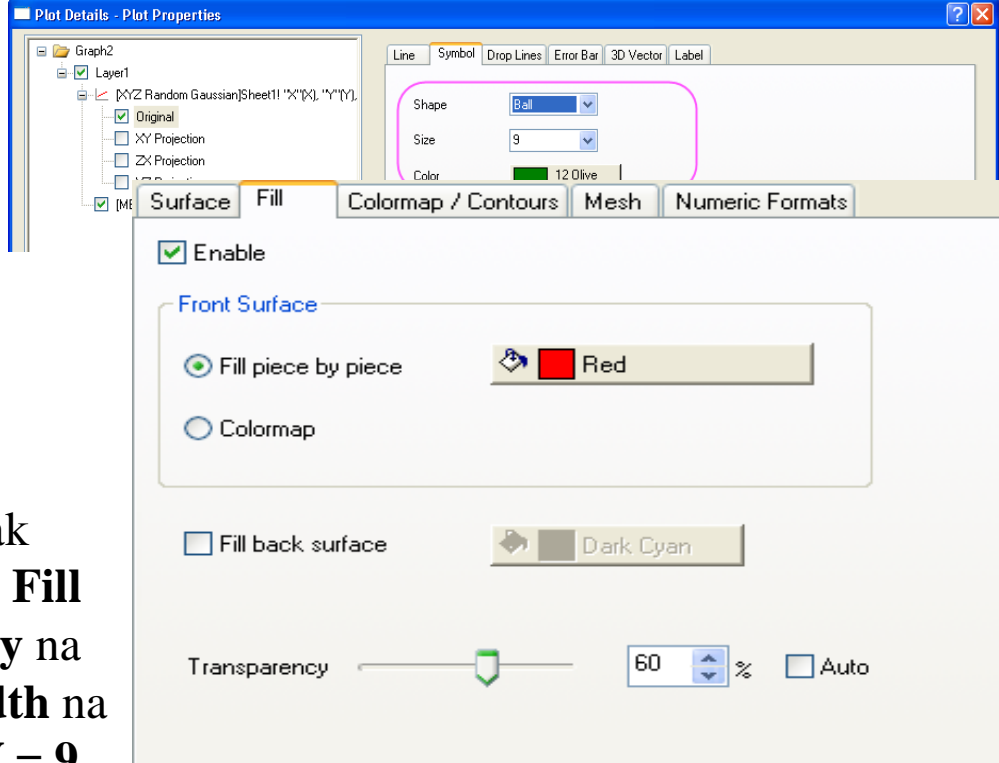 Plot Details - Plot Properties
Graph2
Layer1
[XYZ Random Gaussian]Sheet1! "X"(X), "Y"(Y),
Original
XY Projection
ZX Projection
Line Symbol Drop Lines Error Bar 3D Vector Label
Shape Ball
Size 9
Color 12 Olive
Surface Fill Colormap / Contours Mesh Numeric Formats
Enable
Front Surface
Fill piece by piece Red
Colormap
Fill back surface Dark Cyan
Transparency 60 % Auto
ak
Fill
y na
dth na
– 9